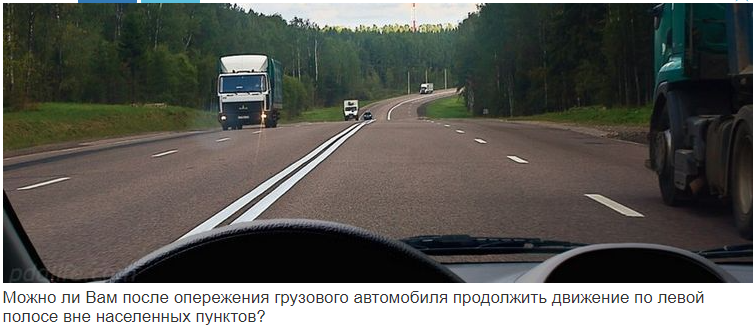 Можно ли Вам после опережения грузового автомобиля продолжить движение по левой
полосе вне населенных пунктов?